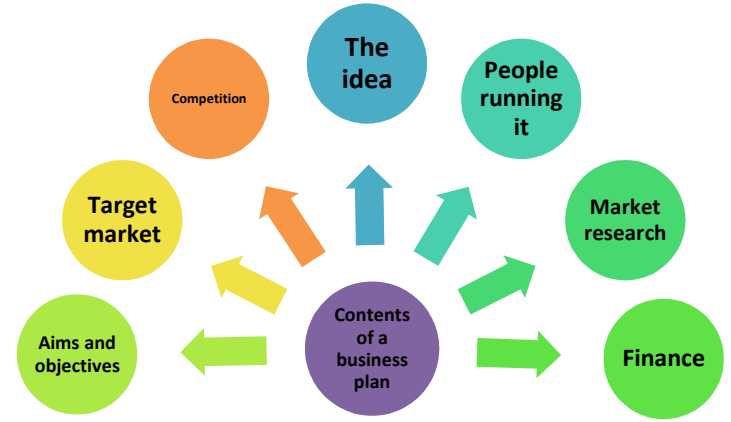 The
idea
People
running
it
Competition
Target
market
Market
research
Contents
of a
business
plan
Aims and
objectives
Finance